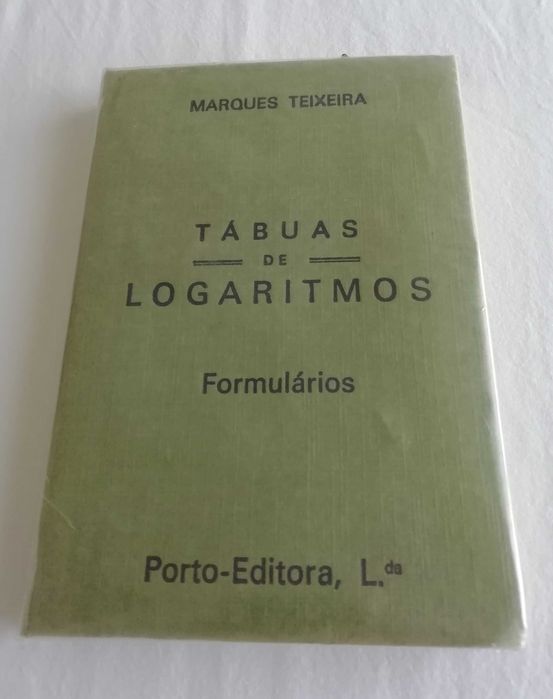 MARQUES TEIXEIRA
TÁBUAS
DE
LOGARITMOS
Formulários
Porto-Editora, L.da